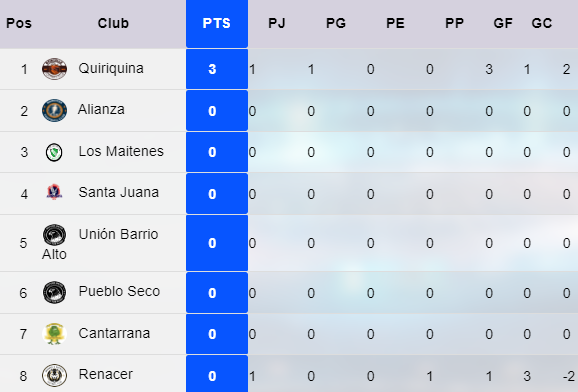 Pos Club PTS PJ PG PE PP GF GC
1 Quiriquina 3 1 1 0 0 3 1 2
2 Alianza 0 0 0 0 0 0 0 0
3 Los Maitenes 0 0 0 0 0 0 0 0
4 Santa Juana 0 0 0 0 0 0 0 0
5 Unión Barrio Alto 0 0 0 0 0 0 0 0
6 Pueblo Seco 0 0 0 0 0 0 0 0
7 Cantarrana 0 0 0 0 0 0 0 0
8 Renacer 0 1 0 0 1 1 3 -2